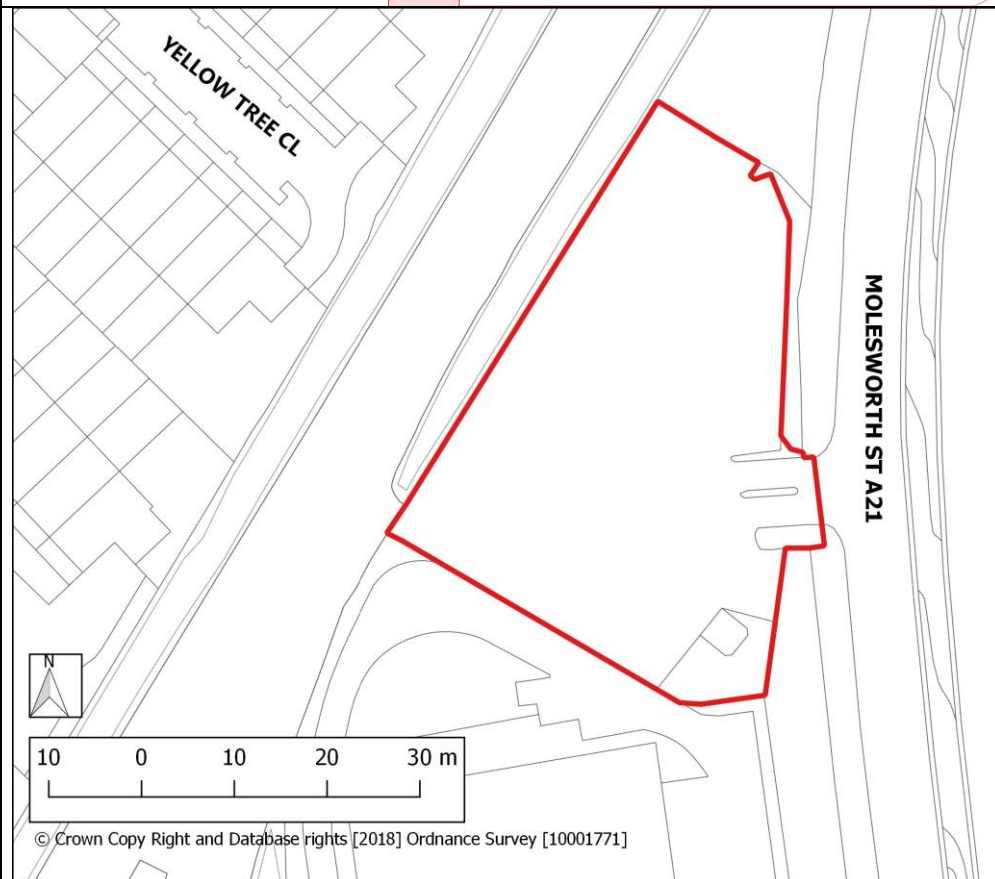 YELLOW TREE CL
MOLESWORTH ST A21
N
10 0 10 20 30 m
© Crown Copy Right and Database rights [2018] Ordnance Survey [10001771]